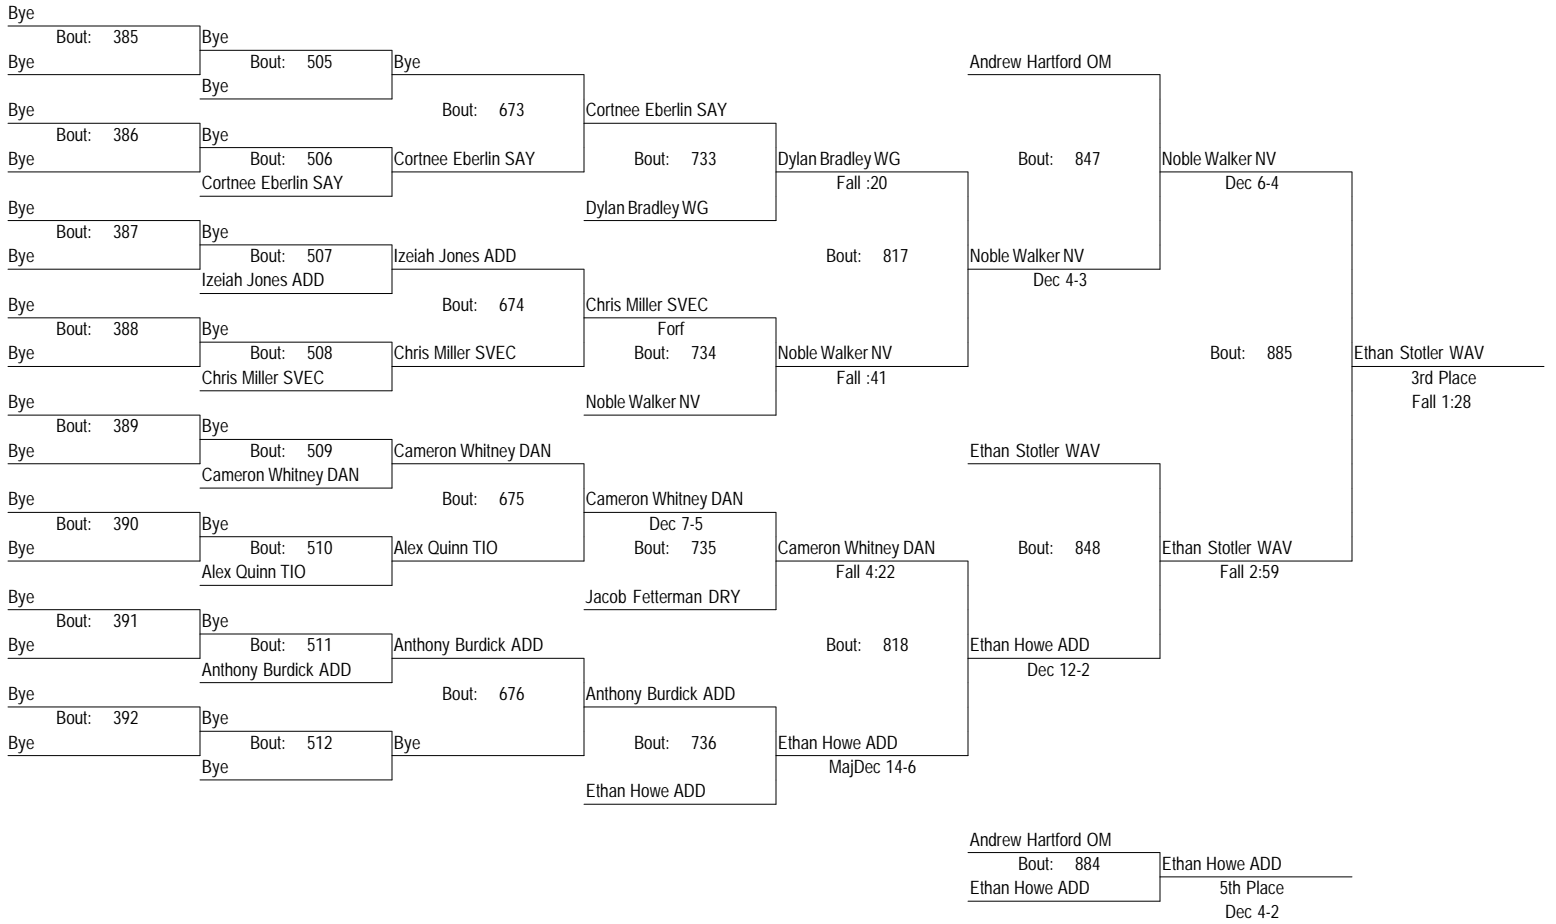 Bye
Bout: 385
Bye
Bye
Bout: 505
Bye
Bye
Andrew Hartford OM
Bye
Bout: 673
Cortnee Eberlin SAY
Bout: 386
Bye
Bye
Bout: 506
Cortnee Eberlin SAY
Cortnee Eberlin SAY
Bout: 733
Dylan Bradley WG
Fall :20
Bout: 847
Noble Walker NV
Dec 6-4
Bye
Dylan Bradley WG
Bout: 387
Bye
Bye
Bout: 507
Izeiah Jones ADD
Izeiah Jones ADD
Bout: 817
Noble Walker NV
Dec 4-3
Bye
Bout: 674
Chris Miller SVEC
Forf
Bout: 388
Bye
Bye
Bout: 508
Chris Miller SVEC
Chris Miller SVEC
Bout: 734
Noble Walker NV
Fall :41
Bout: 885
Ethan Stotler WAV
3rd Place
Fall 1:28
Bye
Noble Walker NV
Bout: 389
Bye
Bye
Bout: 509
Cameron Whitney DAN
Cameron Whitney DAN
Ethan Stotler WAV
Bye
Bout: 675
Cameron Whitney DAN
Dec 7-5
Bout: 390
Bye
Bye
Bout: 510
Alex Quinn TIO
Alex Quinn TIO
Bout: 735
Cameron Whitney DAN
Fall 4:22
Bout: 848
Ethan Stotler WAV
Fall 2:59
Bye
Jacob Fetterman DRY
Bout: 391
Bye
Bye
Bout: 511
Anthony Burdick ADD
Anthony Burdick ADD
Bout: 818
Ethan Howe ADD
Dec 12-2
Bye
Bout: 676
Anthony Burdick ADD
Bout: 392
Bye
Bye
Bout: 512
Bye
Bye
Bout: 736
Ethan Howe ADD
MajDec 14-6
Ethan Howe ADD
Andrew Hartford OM
Bout: 884
Ethan Howe ADD
Ethan Howe ADD
5th Place
Dec 4-2